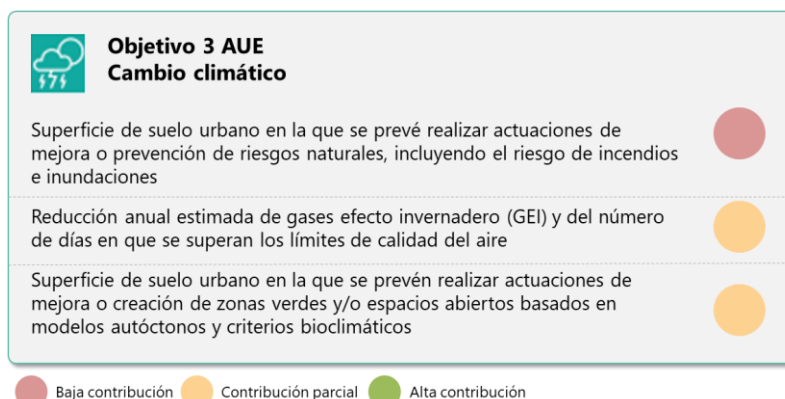 Objetivo 3 AUE
Cambio climático
Superficie de suelo urbano en la que se prevé realizar actuaciones de
mejora o prevención de riesgos naturales, incluyendo el riesgo de incendios
e inundaciones
Reducción anual estimada de gases efecto invernadero (GEI) y del número
de días en que se superan los límites de calidad del aire
Superficie de suelo urbano en la que se prevén realizar actuaciones de
mejora o creación de zonas verdes y/o espacios abiertos basados en
modelos autóctonos y criterios bioclimáticos
Baja contribución Contribución parcial Alta contribución